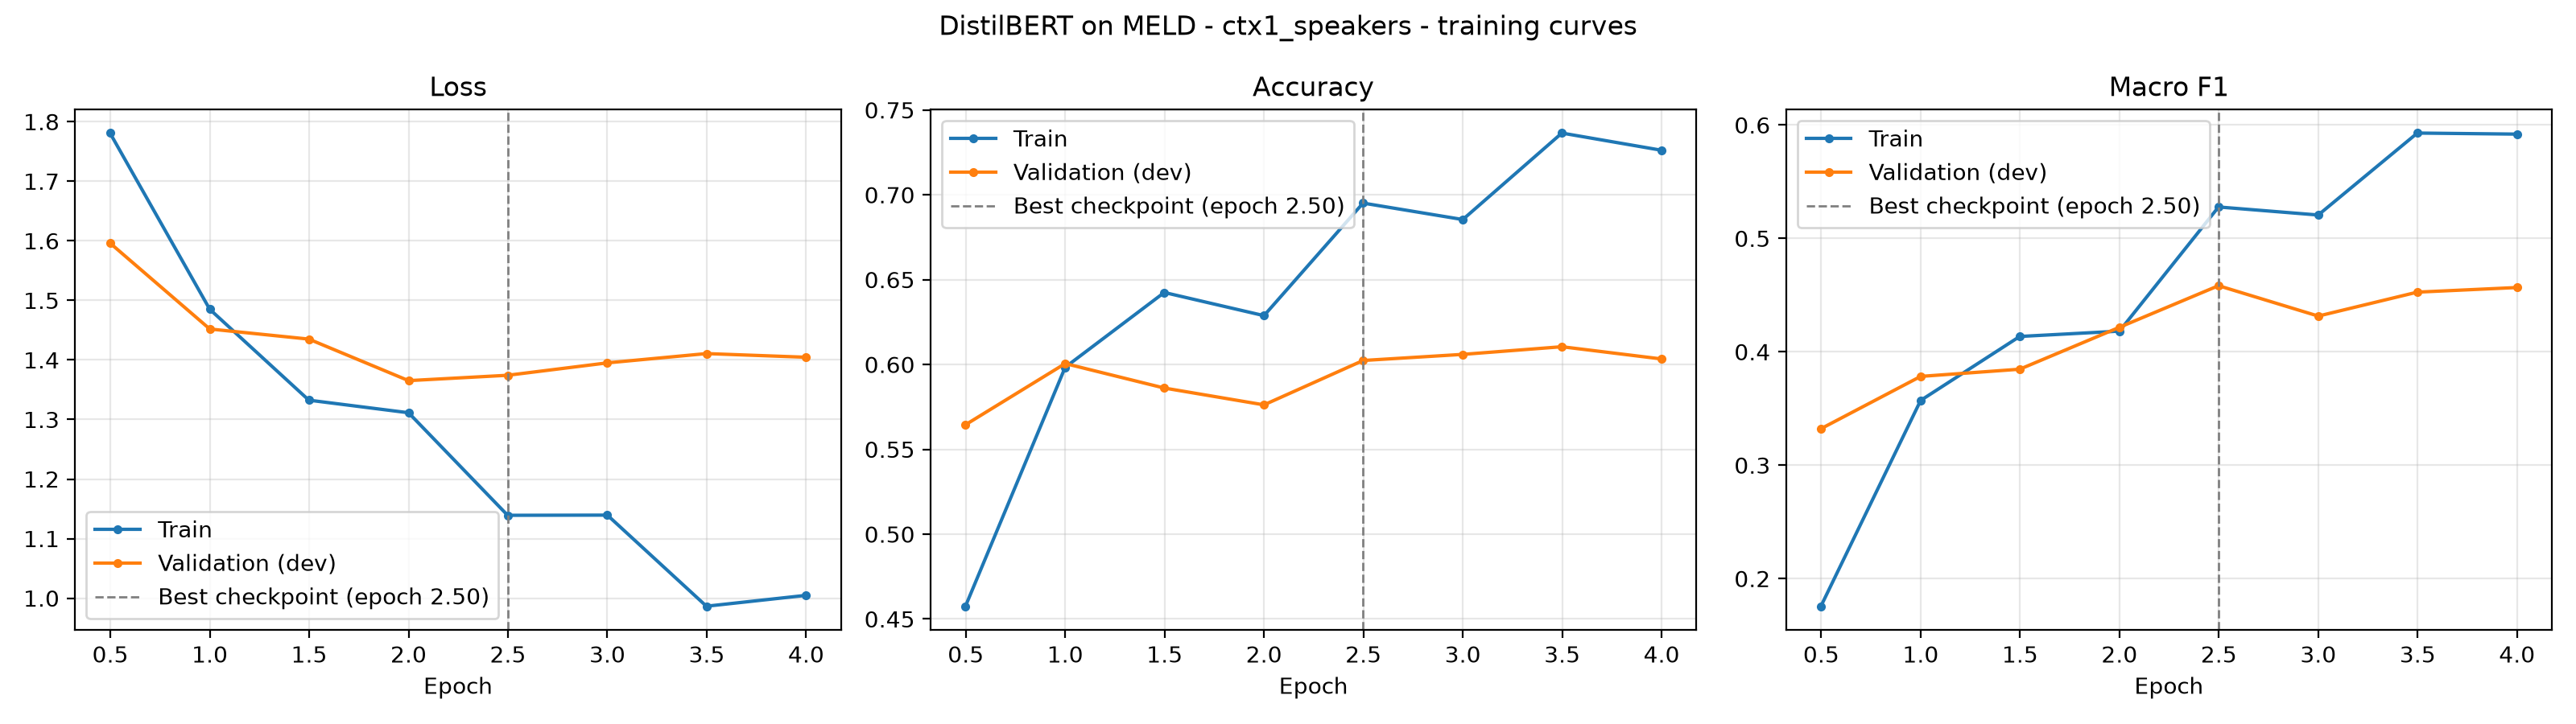 DistilBERT on MELD - ctx1_speakers - training curves
Loss
1.8
1.7
1.6
1.5
1.4
1.3
1.2
1.1
1.0
Train
Validation (dev)
Best checkpoint (epoch 2.50)
0.5 1.0 1.5 2.0 2.5 3.0 3.5 4.0
Epoch
Accuracy
0.75
0.70
0.65
0.60
0.55
0.50
0.45
Train
Validation (dev)
Best checkpoint (epoch 2.50)
0.5 1.0 1.5 2.0 2.5 3.0 3.5 4.0
Epoch
Macro F1
0.6
0.5
0.4
0.3
0.2
Train
Validation (dev)
Best checkpoint (epoch 2.50)
0.5 1.0 1.5 2.0 2.5 3.0 3.5 4.0
Epoch